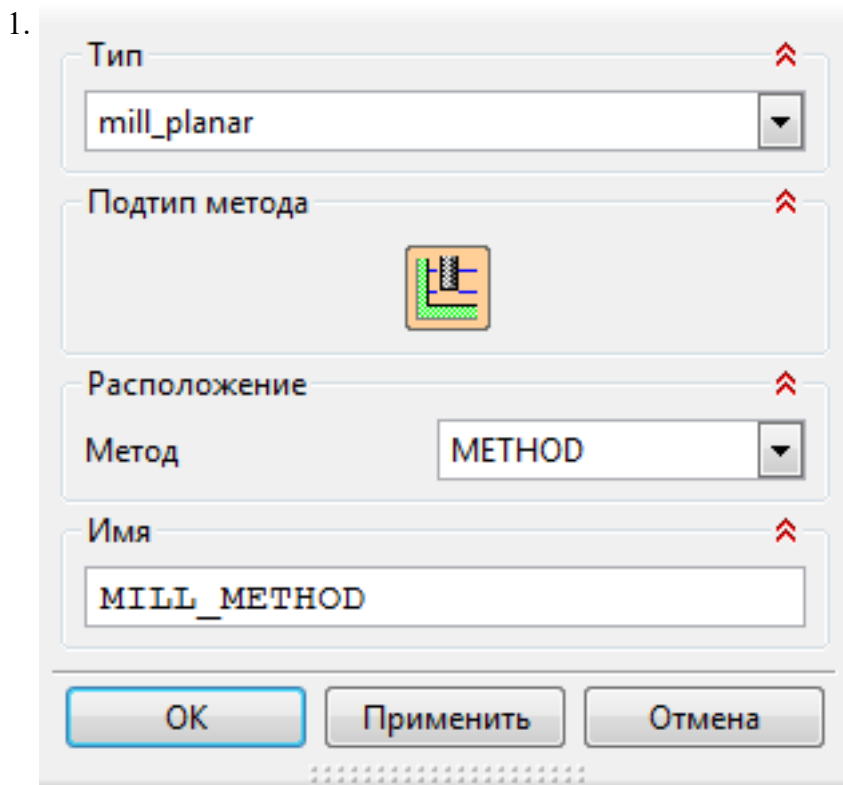 1.
Тип
mill_planar
Подтип метода
Расположение
Метод METHOD
Имя
MILL_METHOD
OK Применить Отмена